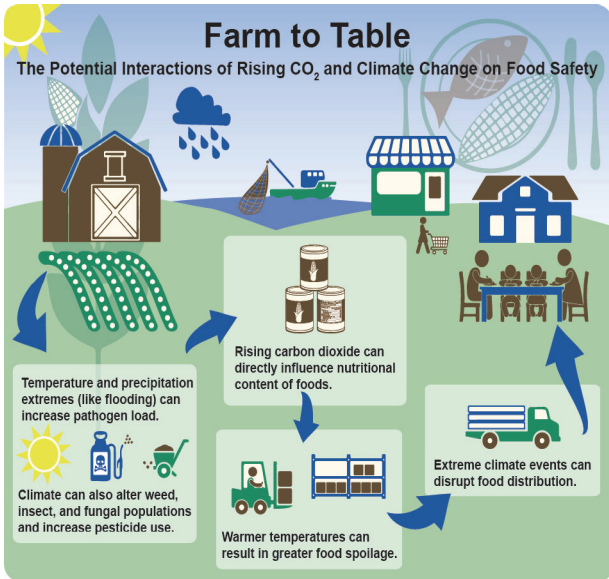 Farm to Table
The Potential Interactions of Rising CO₂ and Climate Change on Food Safety
Temperature and precipitation
extremes (like flooding) can
increase pathogen load.
Climate can also alter weed,
insect, and fungal populations
and increase pesticide use.
Rising carbon dioxide can
directly influence nutritional
content of foods.
Warmer temperatures can
result in greater food spoilage.
Extreme climate events can
disrupt food distribution.